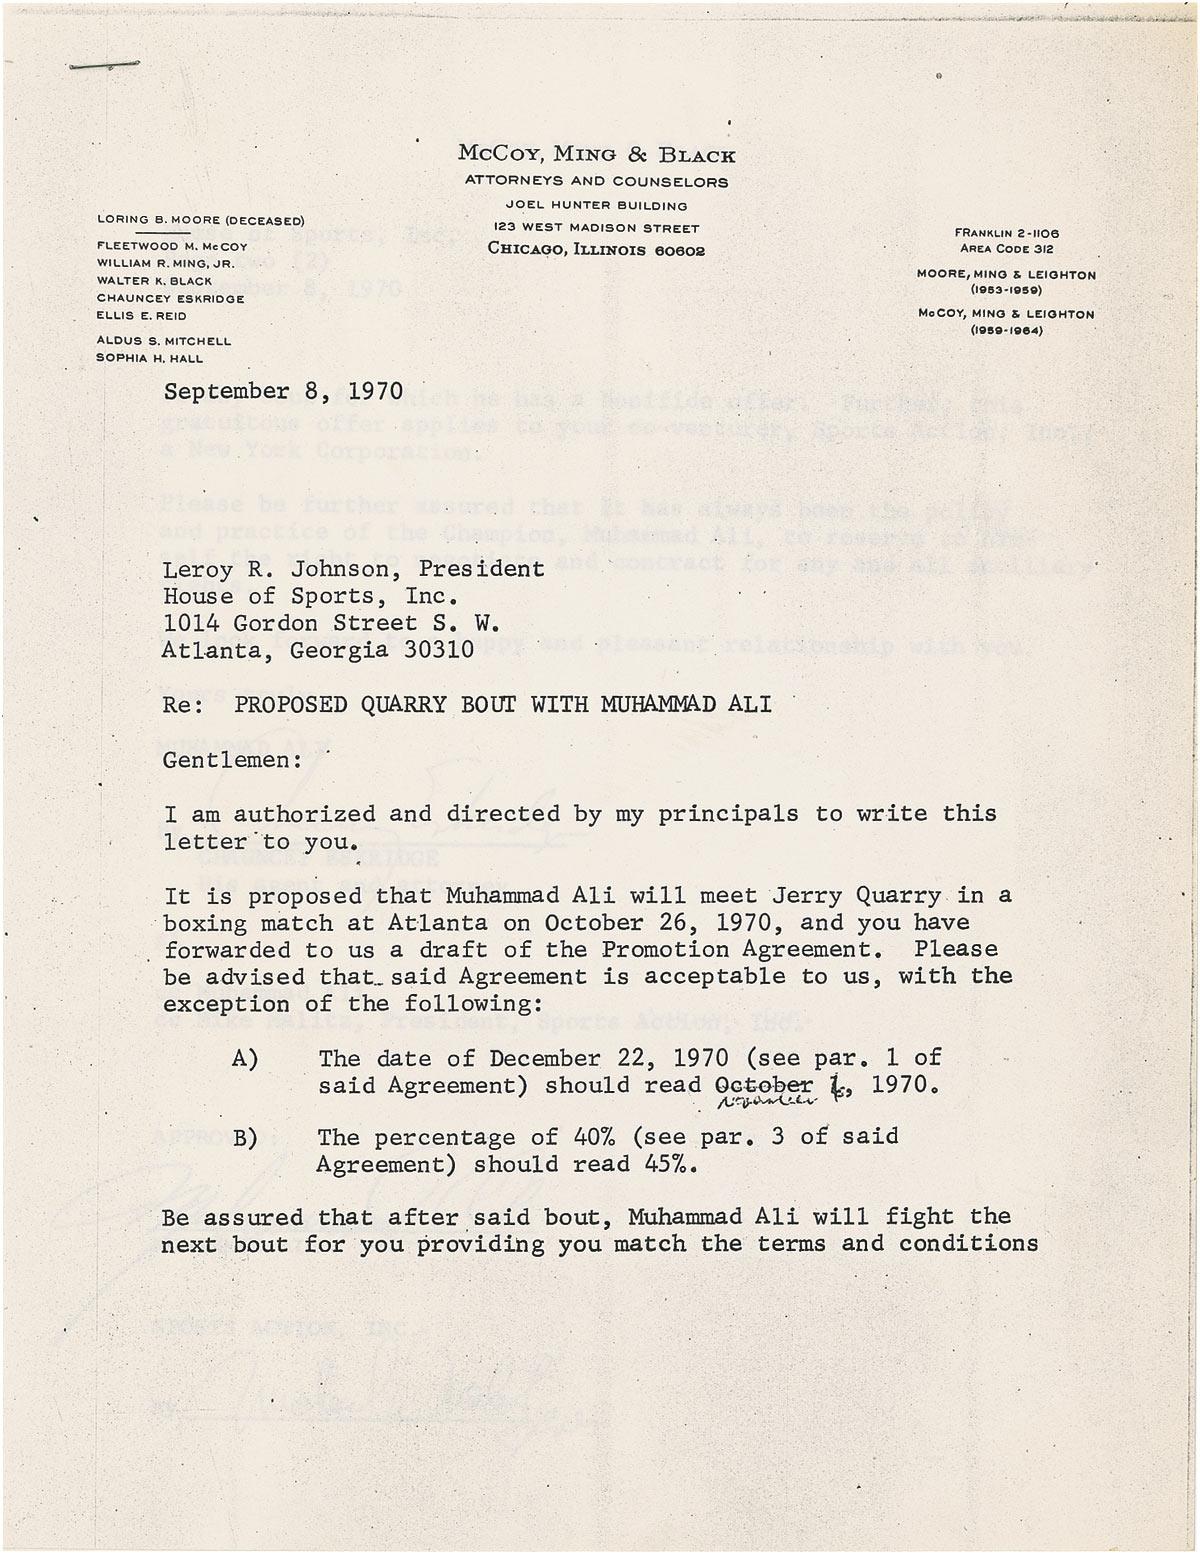 McCoy, Ming & Black
ATTORNEYS AND COUNSELORS
JOEL HUNTER BUILDING
123 WEST MADISON STREET
Chicago, Illinois 60602
LORING B. MOORE (DECEASED)
FLEETWOOD M. McCOY
WILLIAM R. MING, JR.
WALTER K. BLACK
CHAUNCEY ESKRIDGE
ELLIS E. REID
ALDUS S. MITCHELL
SOPHIA H. HALL
FRANKLIN 2-1106
AREA CODE 312
MOORE, MING & LEIGHTON
(1953-1959)
McCOY, MING & LEIGHTON
(1959-1964)
September 8, 1970
Leroy R. Johnson, President
House of Sports, Inc.
1014 Gordon Street S. W.
Atlanta, Georgia 30310
Re: PROPOSED QUARRY BOUT WITH MUHAMMAD ALI
Gentlemen:
I am authorized and directed by my principals to write this
letter to you.
It is proposed that Muhammad Ali will meet Jerry Quarry in a
boxing match at Atlanta on October 26, 1970, and you have
forwarded to us a draft of the Promotion Agreement. Please
be advised that said Agreement is acceptable to us, with the
exception of the following:
A) The date of December 22, 1970 (see par. 1 of
said Agreement) should read October , 1970.
November
B) The percentage of 40% (see par. 3 of said
Agreement) should read 45%.
Be assured that after said bout, Muhammad Ali will fight the
next bout for you providing you match the terms and conditions